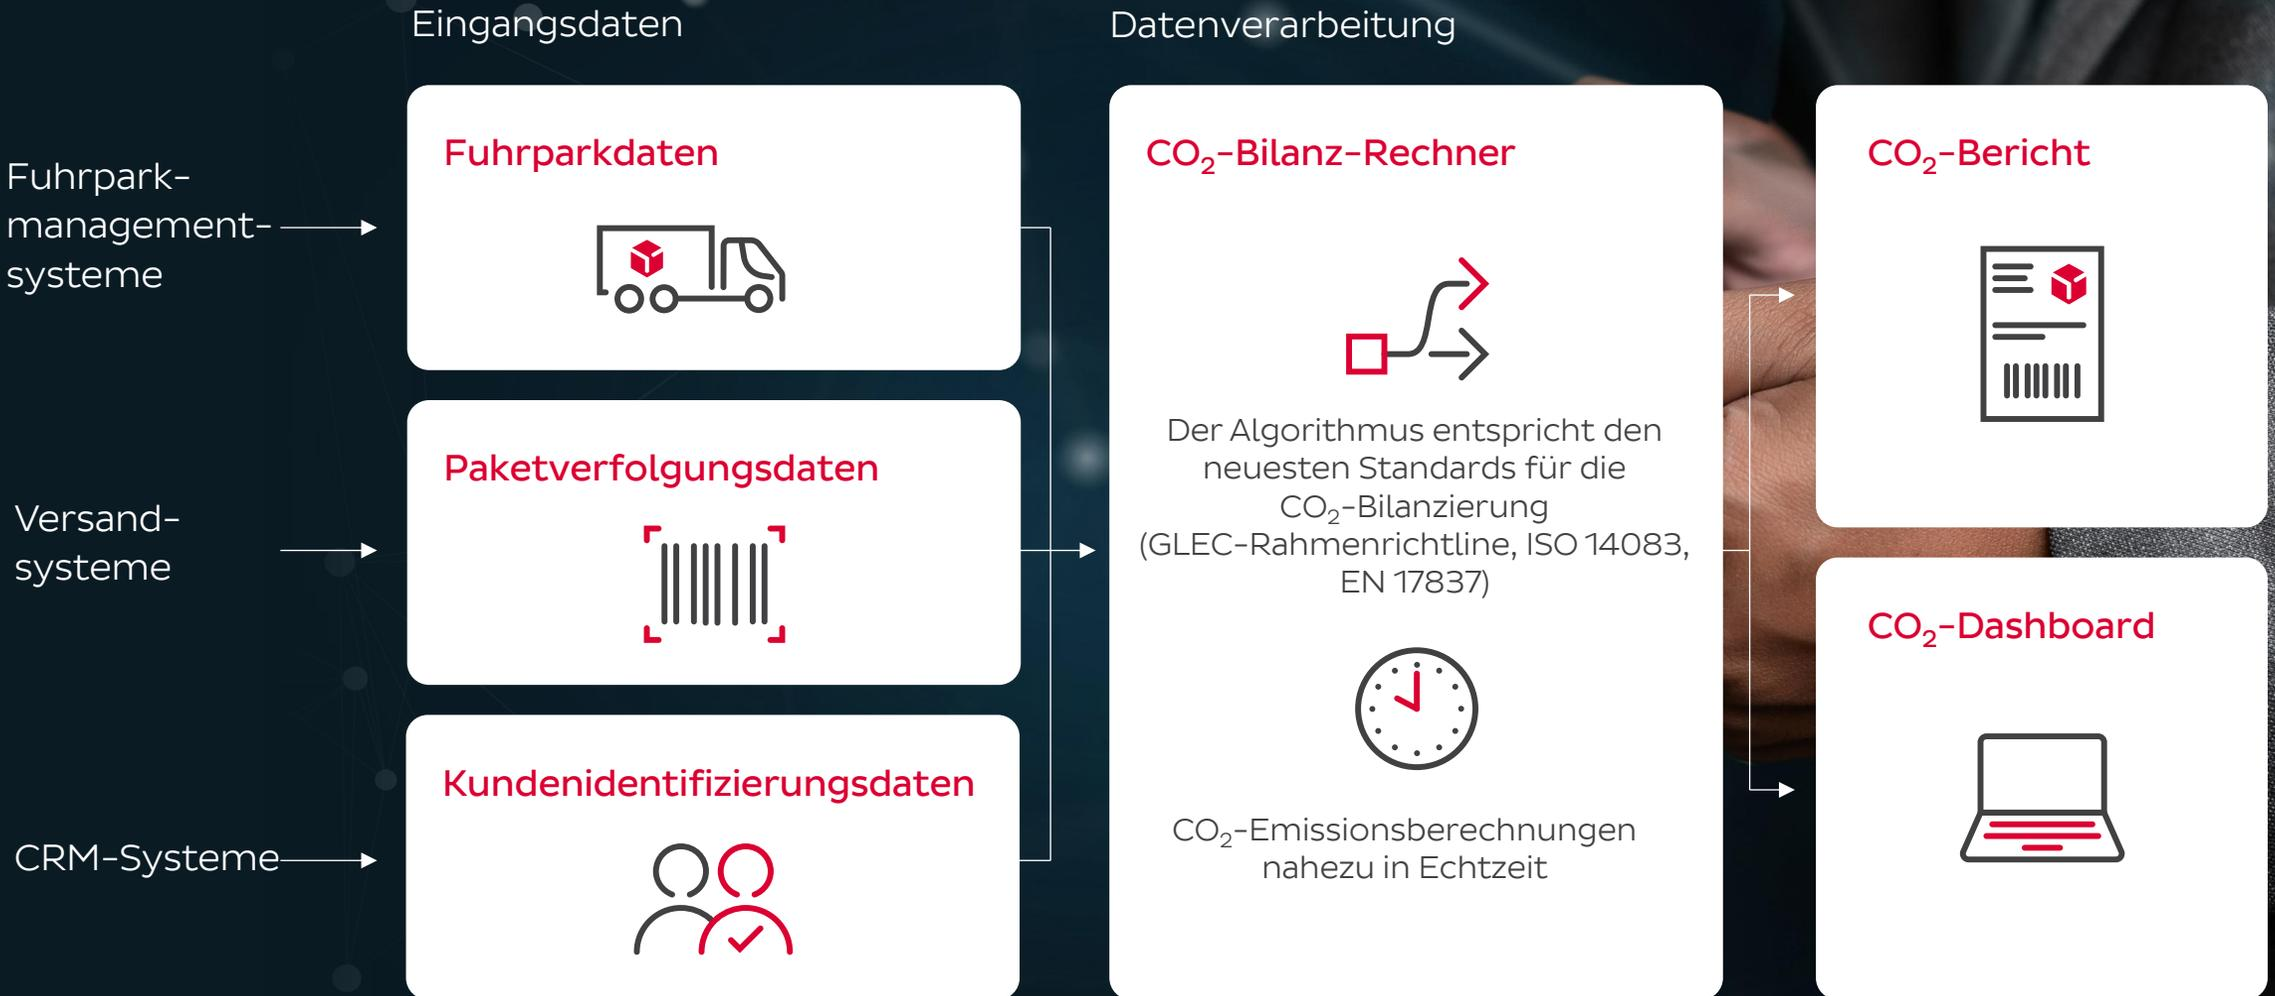 Eingangsdaten
Datenverarbeitung
Fuhrpark-
management-
systeme
Fuhrparkdaten
Versand-
systeme
Paketverfolgungsdaten
CRM-Systeme
Kundenidentifizierungsdaten
CO₂-Bilanz-Rechner
Der Algorithmus entspricht den
neuesten Standards für die
CO₂-Bilanzierung
(GLEC-Rahmenrichtline, ISO 14083,
EN 17837)
CO₂-Emissionsberechnungen
nahezu in Echtzeit
CO₂-Bericht
CO₂-Dashboard